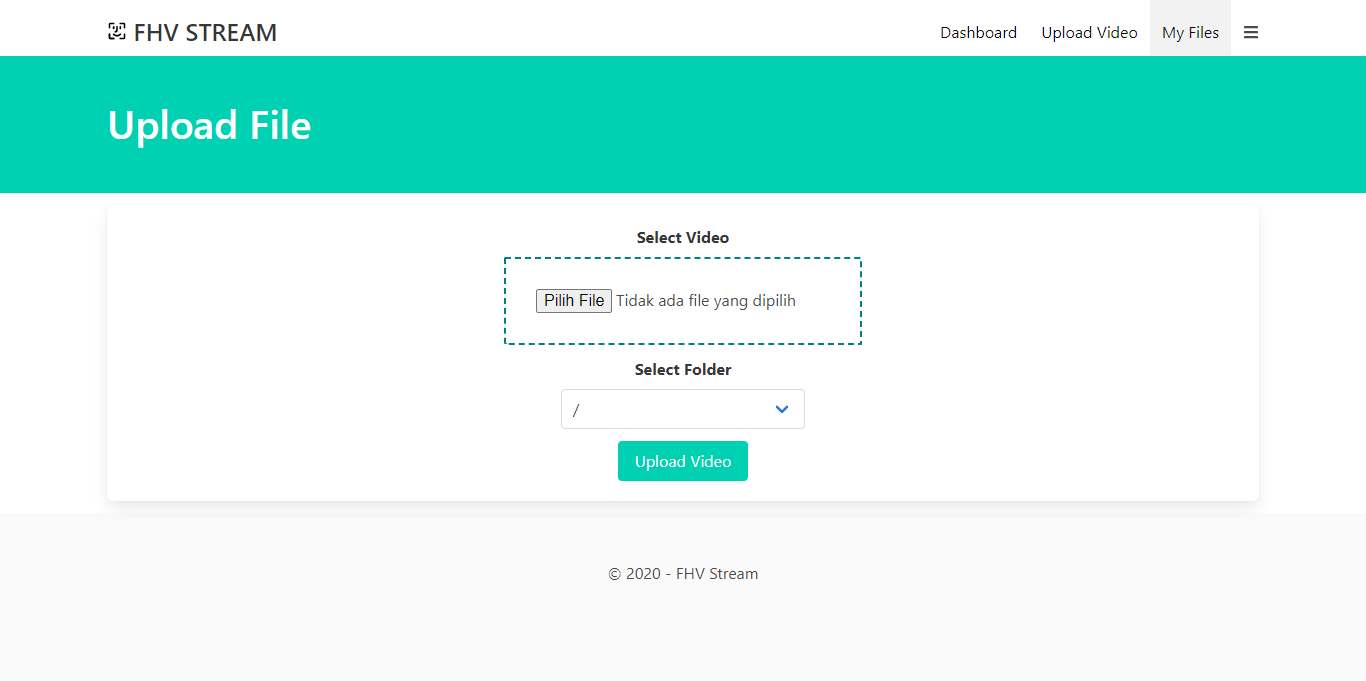 FHV STREAM
Dashboard
Upload Video
My Files
Upload File
Select Video
Pilih File Tidak ada file yang dipilih
Select Folder
/
Upload Video
© 2020 - FHV Stream